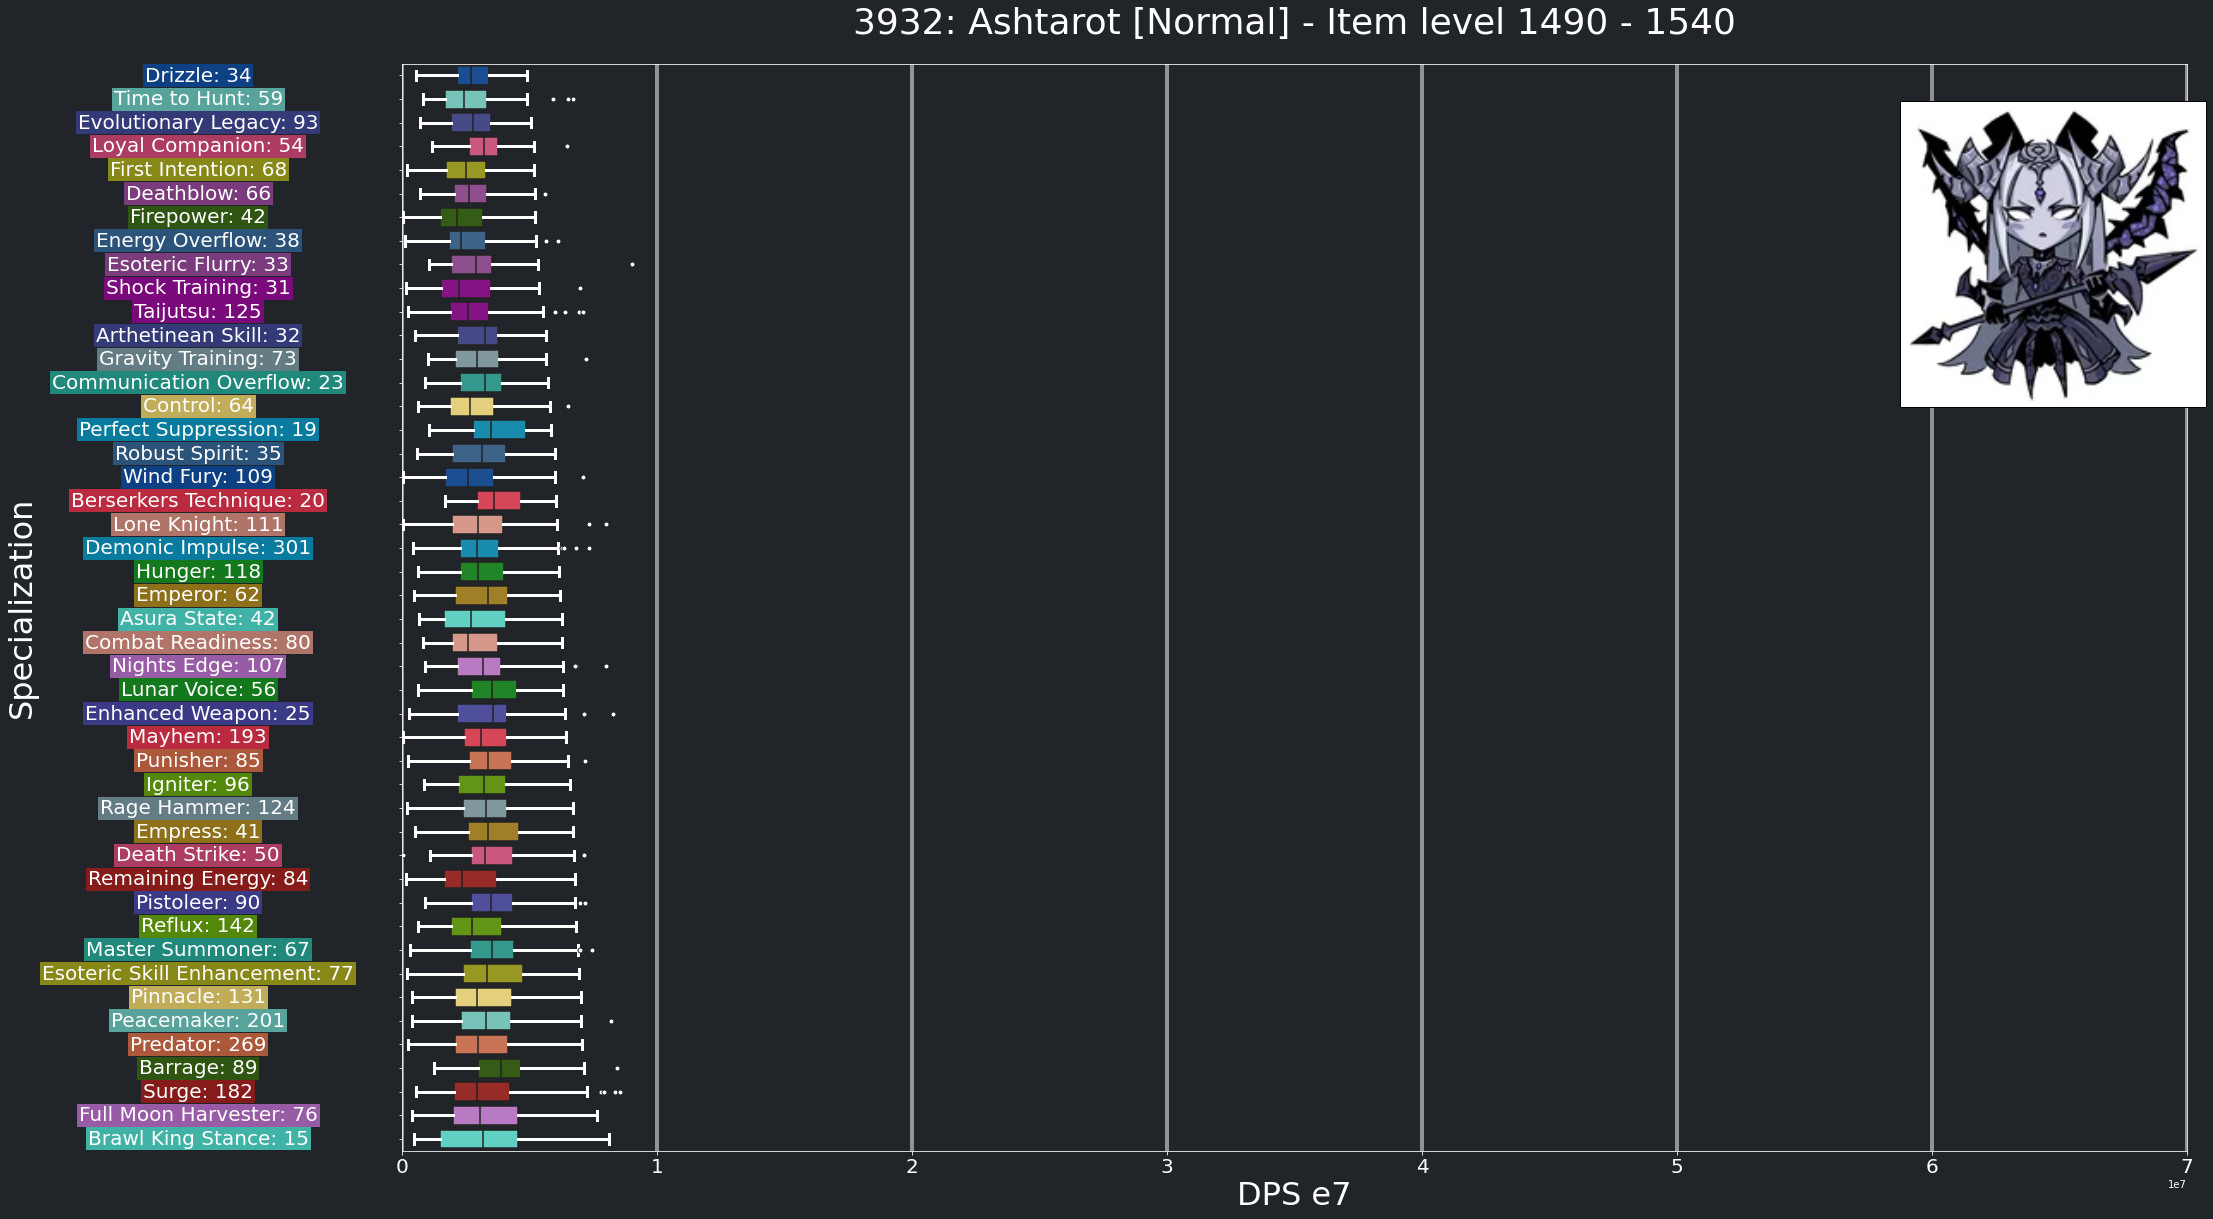 3932: Ashtarot [Normal] - Item level 1490 - 1540
Drizzle: 34
Time to Hunt: 59
Evolutionary Legacy: 93
Loyal Companion: 54
First Intention: 68
Deathblow: 66
Firepower: 42
Energy Overflow: 38
Esoteric Flurry: 33
Shock Training: 31
Taijutsu: 125
Arthetinean Skill: 32
Gravity Training: 73
Communication Overflow: 23
Control: 64
Perfect Suppression: 19
Robust Spirit: 35
Wind Fury: 109
Berserkers Technique: 20
Lone Knight: 111
Demonic Impulse: 301
Hunger: 118
Emperor: 62
Asura State: 42
Combat Readiness: 80
Nights Edge: 107
Lunar Voice: 56
Enhanced Weapon: 25
Mayhem: 193
Punisher: 85
Igniter: 96
Rage Hammer: 124
Empress: 41
Death Strike: 50
Remaining Energy: 84
Pistoleer: 90
Reflux: 142
Master Summoner: 67
Esoteric Skill Enhancement: 77
Pinnacle: 131
Peacemaker: 201
Predator: 269
Barrage: 89
Surge: 182
Full Moon Harvester: 76
Brawl King Stance: 15
Specialization
0 1 2 3 4 5 6 7
1e7
DPS e7